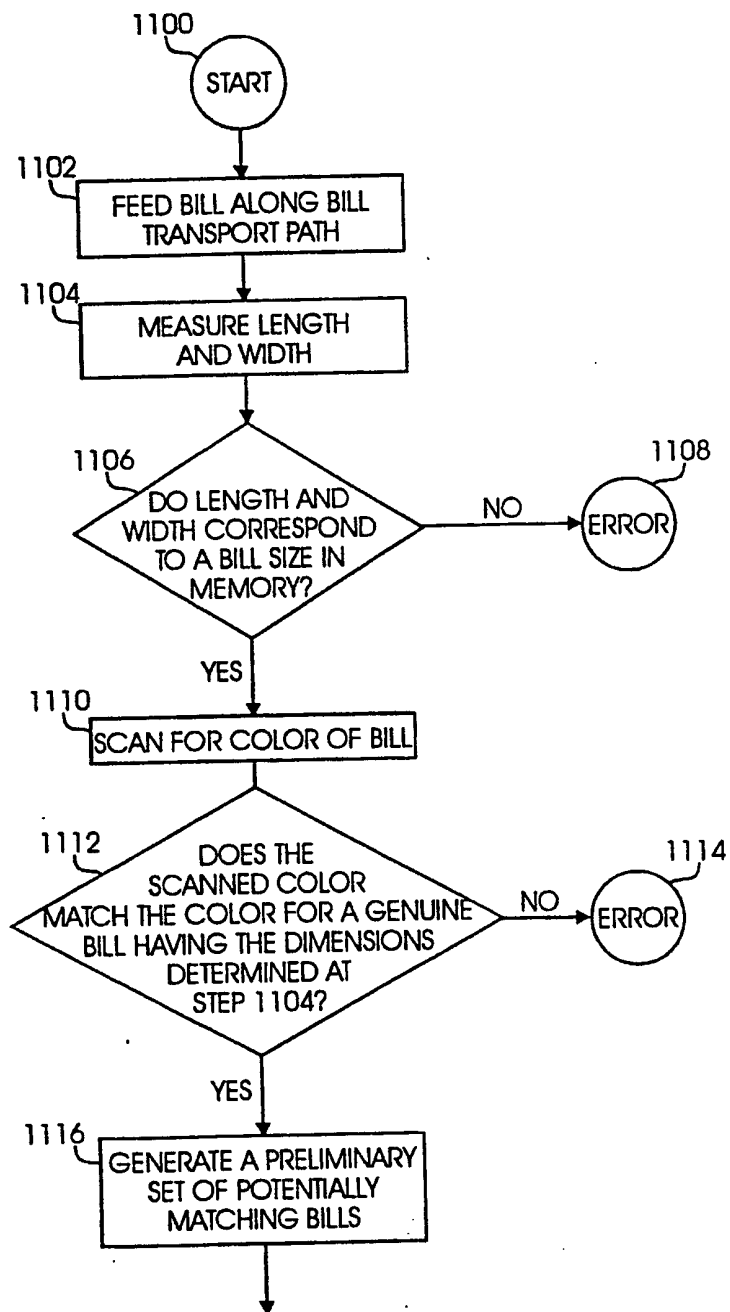 1100
START
1102
FEED BILL ALONG BILL
TRANSPORT PATH
1104
MEASURE LENGTH
AND WIDTH
1106
DO LENGTH AND
WIDTH CORRESPOND
TO A BILL SIZE IN
MEMORY?
NO
1108
ERROR
YES
1110
SCAN FOR COLOR OF BILL
1112
DOES THE
SCANNED COLOR
MATCH THE COLOR FOR A GENUINE
BILL HAVING THE DIMENSIONS
DETERMINED AT
STEP 1104?
NO
1114
ERROR
YES
1116
GENERATE A PRELIMINARY
SET OF POTENTIALLY
MATCHING BILLS